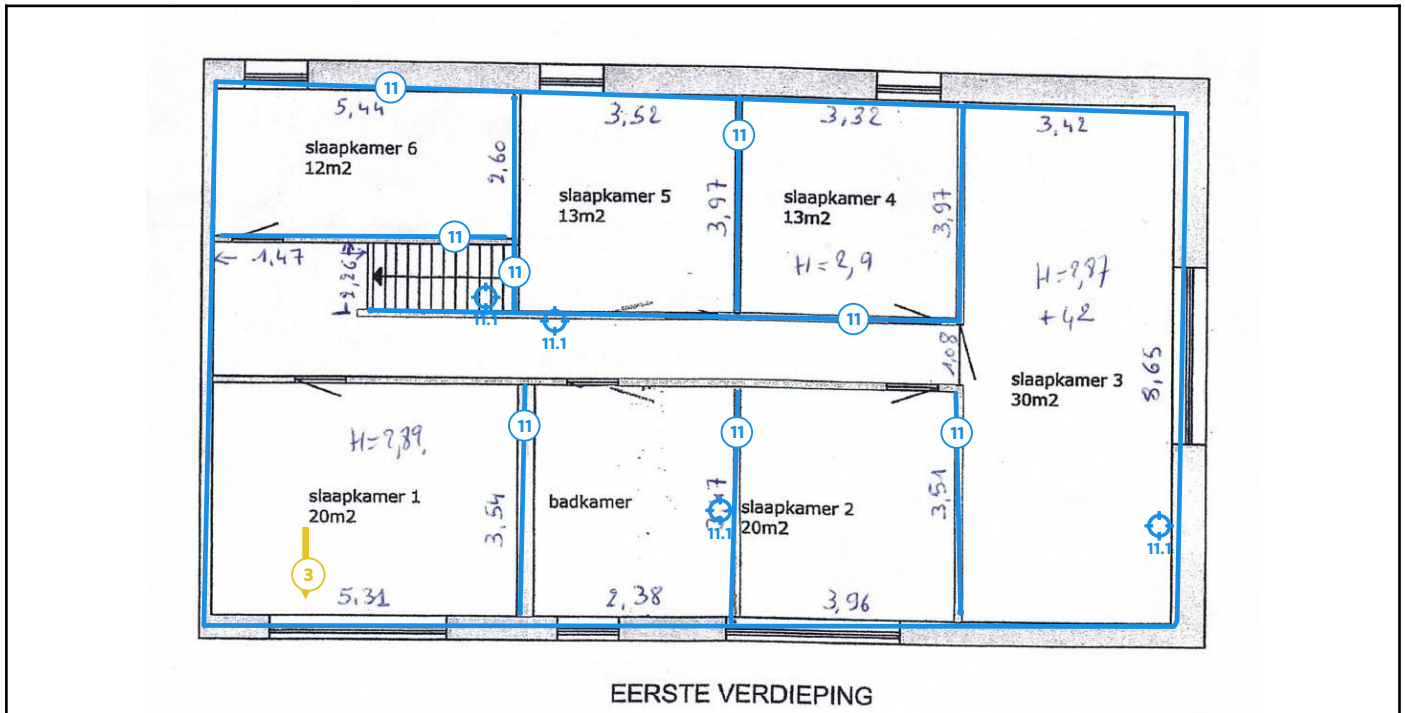 11
5,44
3,52
11
3,32
3,42
slaapkamer 6
12m2
2,60
slaapkamer 5
13m2
3,97
slaapkamer 4
13m2
3,97
11
1,47
2,26
11
H=2,9
H=2,87
+42
11.1
11.1
11
1,08
slaapkamer 3
30m2
8,65
H=2,89,
11
11
11
slaapkamer 1
20m2
3,54
badkamer
slaapkamer 2
20m2
3,51
11.1
11.1
3
5,31
2,38
3,96
EERSTE VERDIEPING